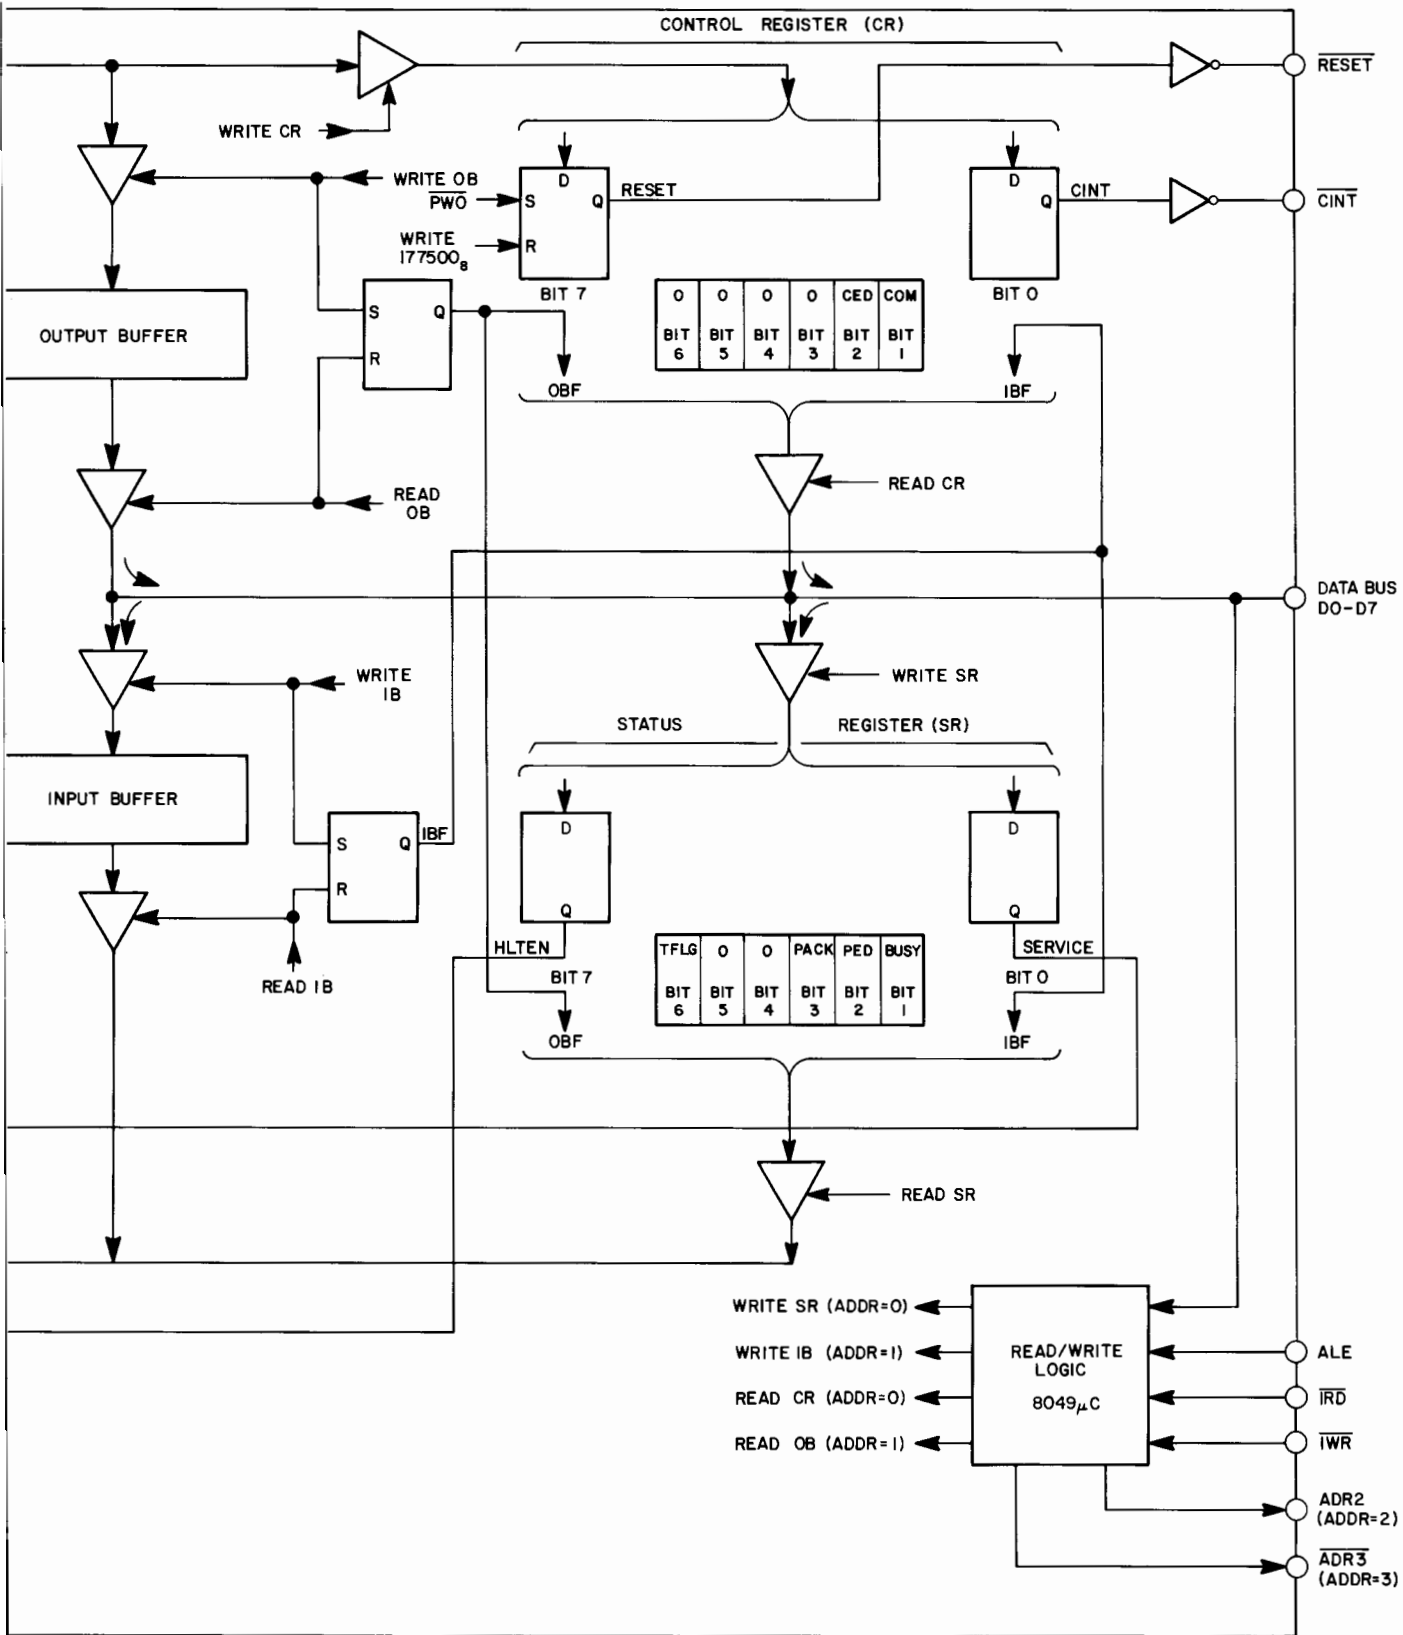 CONTROL REGISTER (CR)
RESET
WRITE CR
D
D
WRITE OB
RESET
CINT
CINT
PWO
S
Q
Q
WRITE
177500₈
R
BIT 7
BIT 0
0 0 0 0 CED COM
BIT BIT BIT BIT BIT BIT
6 5 4 3 2 1
S Q
R
OUTPUT BUFFER
OBF
IBF
READ
OB
READ CR
DATA BUS
D0-D7
WRITE
IB
WRITE SR
STATUS REGISTER (SR)
INPUT BUFFER
IBF
S Q
R
D
D
Q
Q
HLTEN
SERVICE
TFLG 0 0 PACK PED BUSY
BIT BIT BIT BIT BIT BIT
6 5 4 3 2 1
BIT 7
BIT 0
READ IB
OBF
IBF
READ SR
WRITE SR (ADDR=0)
WRITE IB (ADDR=1)
READ CR (ADDR=0)
READ OB (ADDR=1)
READ/WRITE
LOGIC
8049µC
ALE
IRD
IWR
ADR2
(ADDR=2)
ADR3
(ADDR=3)